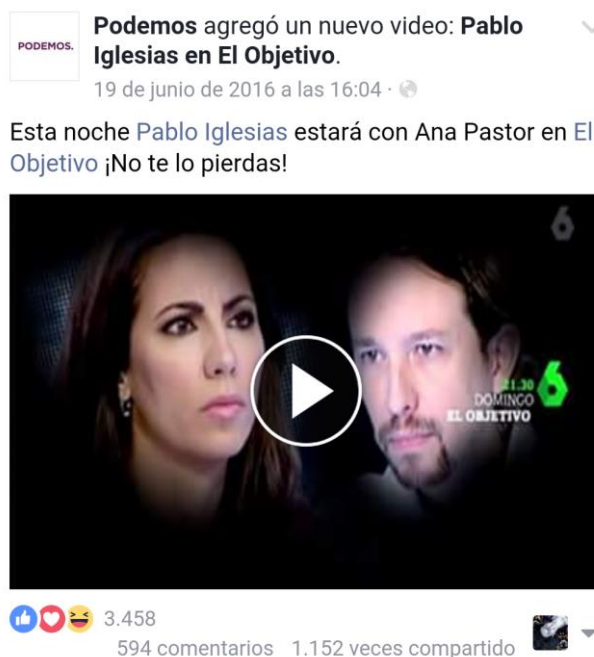 PODEMOS.
Podemos agregó un nuevo video: Pablo
Iglesias en El Objetivo.
19 de junio de 2016 a las 16:04 ·
Esta noche Pablo Iglesias estará con Ana Pastor en El
Objetivo ¡No te lo pierdas!
6
21.30
DOMINGO
EL OBJETIVO
6
3.458
594 comentarios 1.152 veces compartido